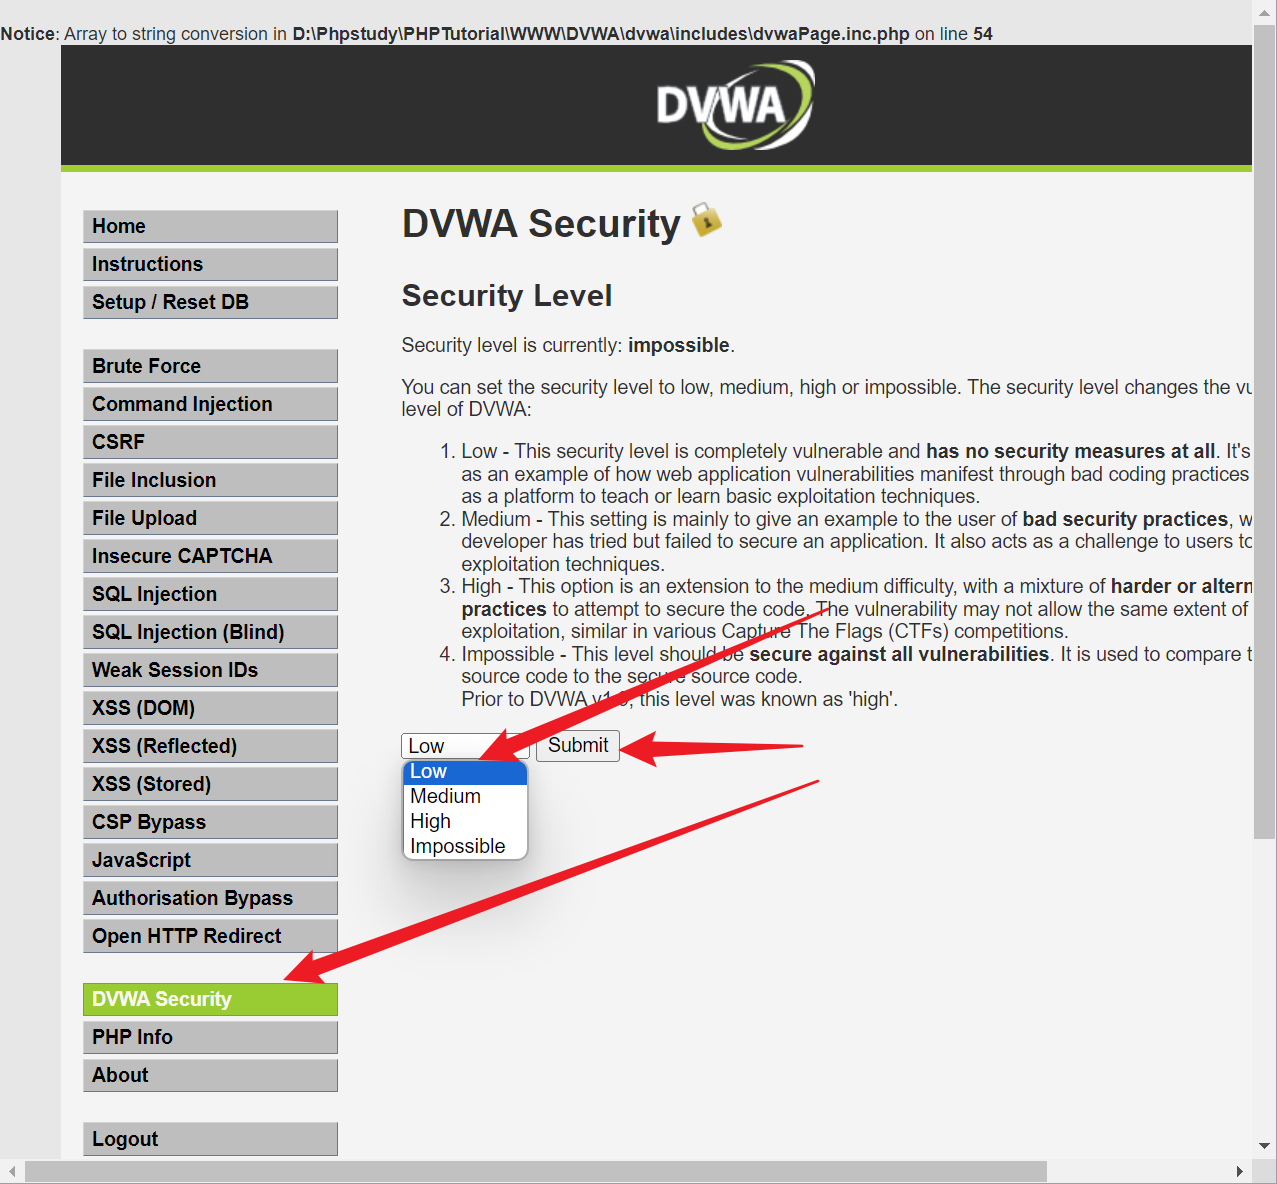 Notice: Array to string conversion in D:\Phpstudy\PHPTutorial\WWW\DVWA\dvwa\includes\dvwaPage.inc.php on line 54
DVWA
Home
Instructions
Setup / Reset DB
Brute Force
Command Injection
CSRF
File Inclusion
File Upload
Insecure CAPTCHA
SQL Injection
SQL Injection (Blind)
Weak Session IDs
XSS (DOM)
XSS (Reflected)
XSS (Stored)
CSP Bypass
JavaScript
Authorisation Bypass
Open HTTP Redirect
DVWA Security
PHP Info
About
Logout
DVWA Security
Security Level
Security level is currently: impossible.
You can set the security level to low, medium, high or impossible. The security level changes the vu
level of DVWA:
1. Low - This security level is completely vulnerable and has no security measures at all. It's
as an example of how web application vulnerabilities manifest through bad coding practices
as a platform to teach or learn basic exploitation techniques.
2. Medium - This setting is mainly to give an example to the user of bad security practices, w
developer has tried but failed to secure an application. It also acts as a challenge to users to
exploitation techniques.
3. High - This option is an extension to the medium difficulty, with a mixture of harder or altern
practices to attempt to secure the code. The vulnerability may not allow the same extent of
exploitation, similar in various Capture The Flags (CTFs) competitions.
4. Impossible - This level should be secure against all vulnerabilities. It is used to compare t
source code to the secure source code.
Prior to DVWA v1.9, this level was known as 'high'.
Low Submit
Low
Medium
High
Impossible